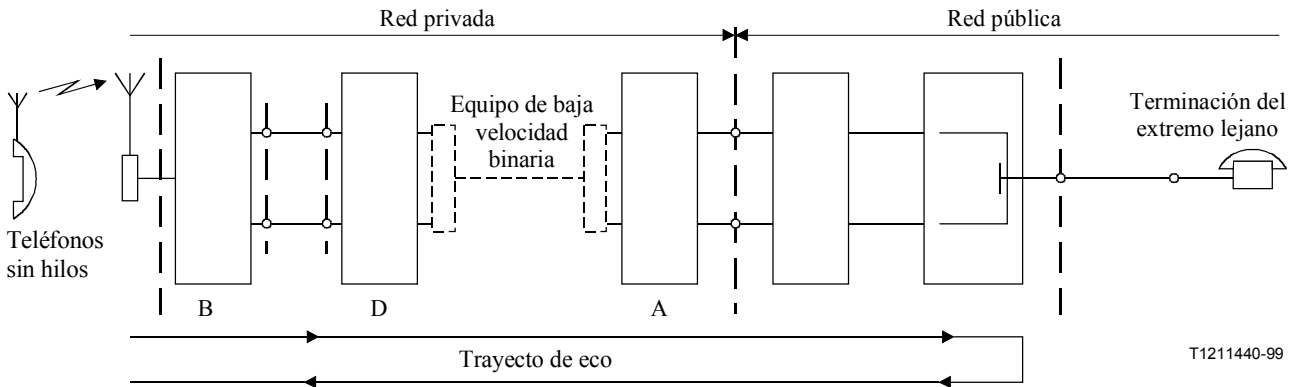 Red privada
Red pública
Equipo de baja
velocidad
binaria
Terminación del
extremo lejano
Teléfonos
sin hilos
B
D
A
Trayecto de eco
T1211440-99